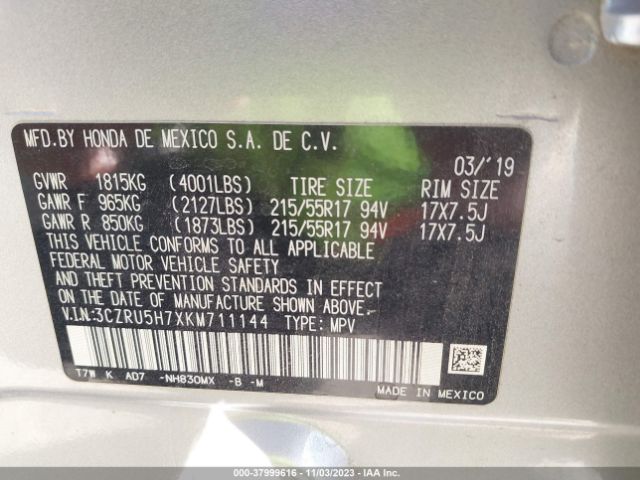 MFD.BY HONDA DE MEXICO S.A. DE C.V.
03/'19
GVWR 1815KG (4001LBS) TIRE SIZE RIM SIZE
GAWR F 965KG (2127LBS) 215/55R17 94V 17X7.5J
GAWR R 850KG (1873LBS) 215/55R17 94V 17X7.5J
THIS VEHICLE CONFORMS TO ALL APPLICABLE
FEDERAL MOTOR VEHICLE SAFETY
AND THEFT PREVENTION STANDARDS IN EFFECT
ON THE DATE OF MANUFACTURE SHOWN ABOVE.
V.I.N:3CZRU5H7XKM711144 TYPE: MPV
T7W K AD7 -NH830MX -B -M
MADE IN MEXICO
000-37999616 - 11/03/2023 - IAA Inc.